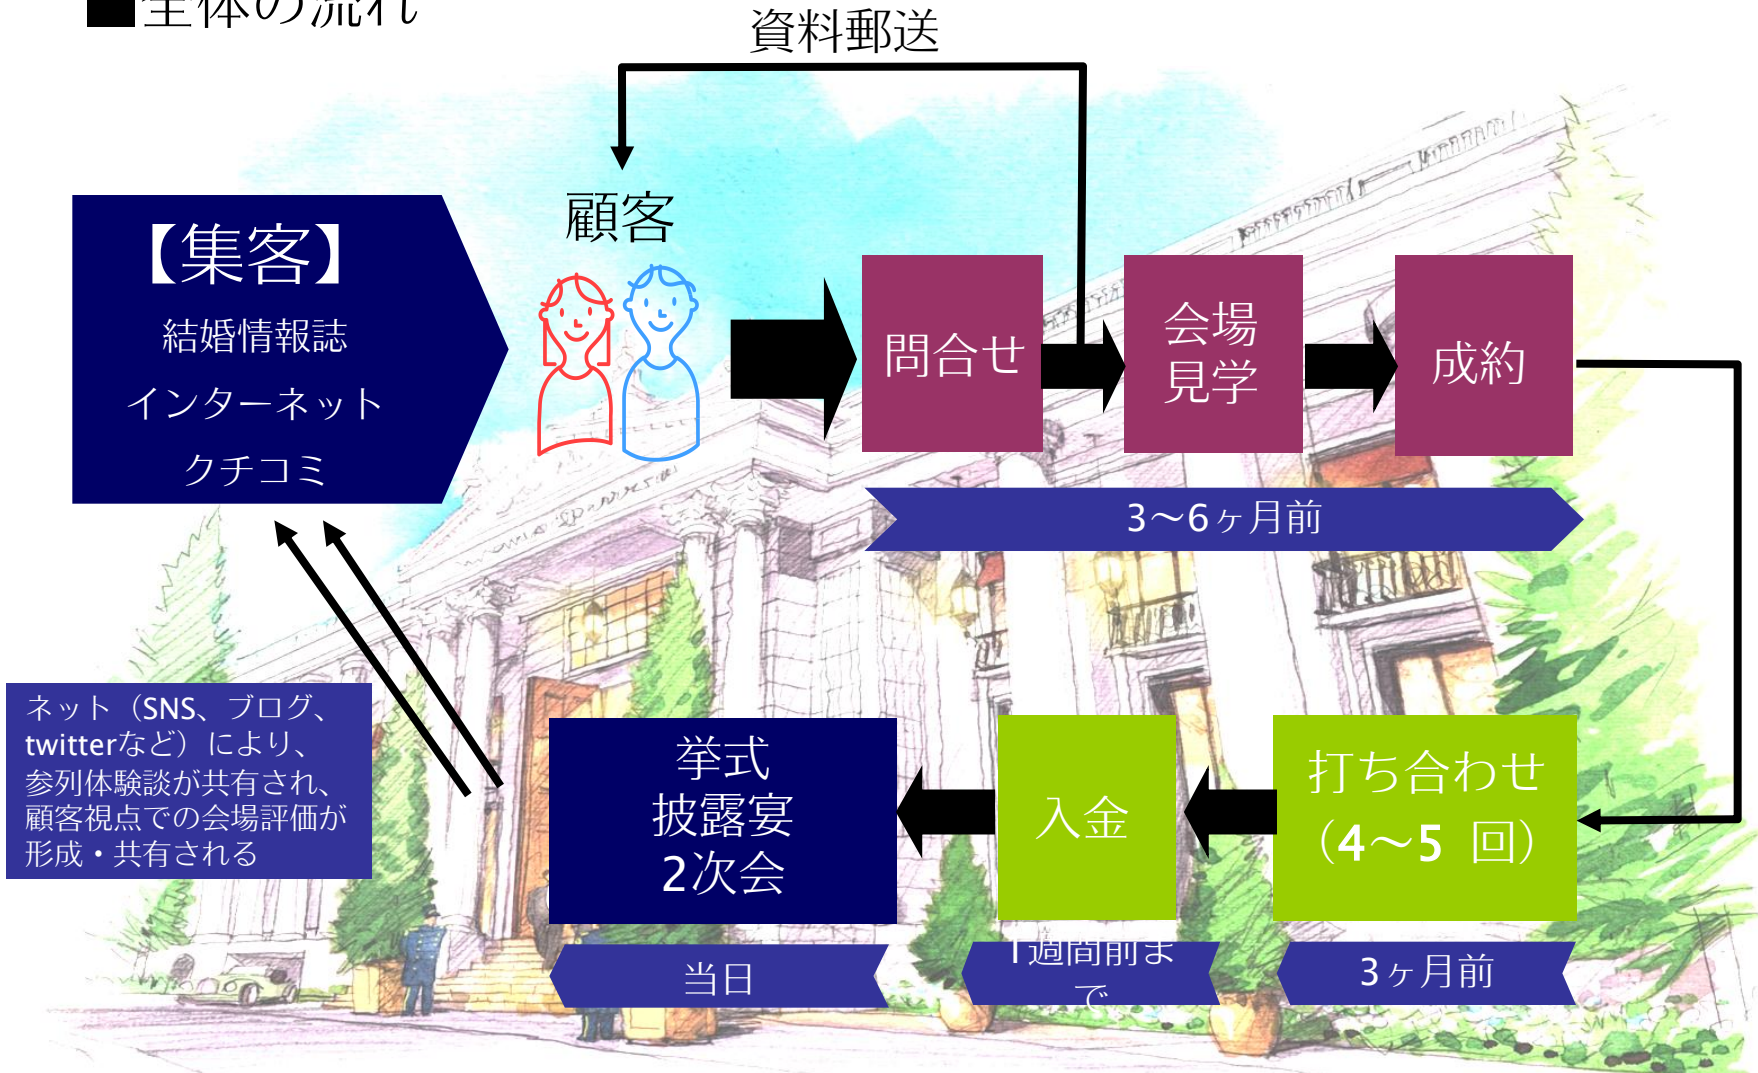 ■全体の流れ
資料郵送
【集客】
結婚情報誌
インターネット
クチコミ
顧客
問合せ
会場
見学
成約
3～6ヶ月前
ネット（SNS、ブログ、
twitterなど）により、
参列体験談が共有され、
顧客視点での会場評価が
形成・共有される
挙式
披露宴
2次会
入金
打ち合わせ
（4～5 回）
当日
1週間前ま
で
3ヶ月前